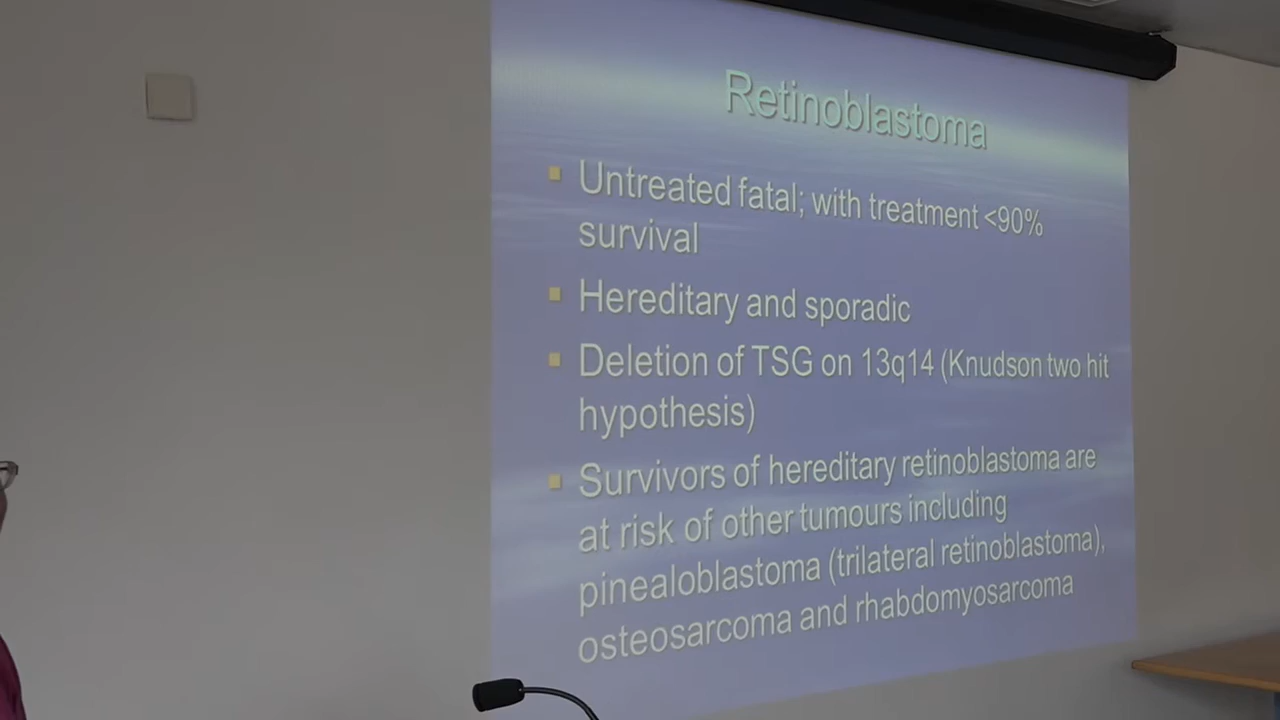 Retinoblastoma
Untreated fatal; with treatment <90%
survival
Hereditary and sporadic
Deletion of TSG on 13q14 (Knudson two hit
hypothesis)
Survivors of hereditary retinoblastoma are
at risk of other tumours including
pinealoblastoma (trilateral retinoblastoma),
osteosarcoma and rhabdomyosarcoma